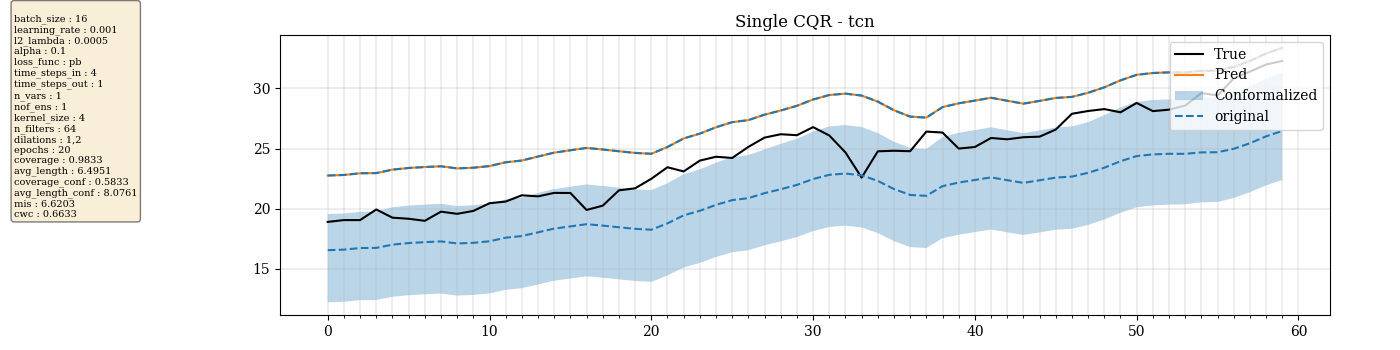 batch_size : 16
learning_rate : 0.001
l2_lambda : 0.0005
alpha : 0.1
loss_func : pb
time_steps_in : 4
time_steps_out : 1
n_vars : 1
nof_ens : 1
kernel_size : 4
n_filters : 64
dilations : 1,2
epochs : 20
coverage : 0.9833
avg_length : 6.4951
coverage_conf : 0.5833
avg_length_conf : 8.0761
mis : 6.6203
cwc : 0.6633
Single CQR - tcn
True
Pred
Conformalized
original
30
25
20
15
0 10 20 30 40 50 60